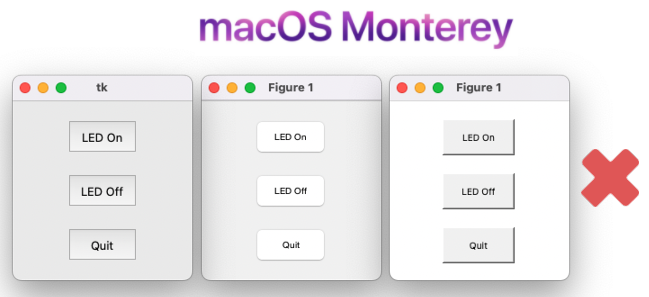 macOS Monterey
tk
LED On
LED Off
Quit
Figure 1
LED On
LED Off
Quit
Figure 1
LED On
LED Off
Quit